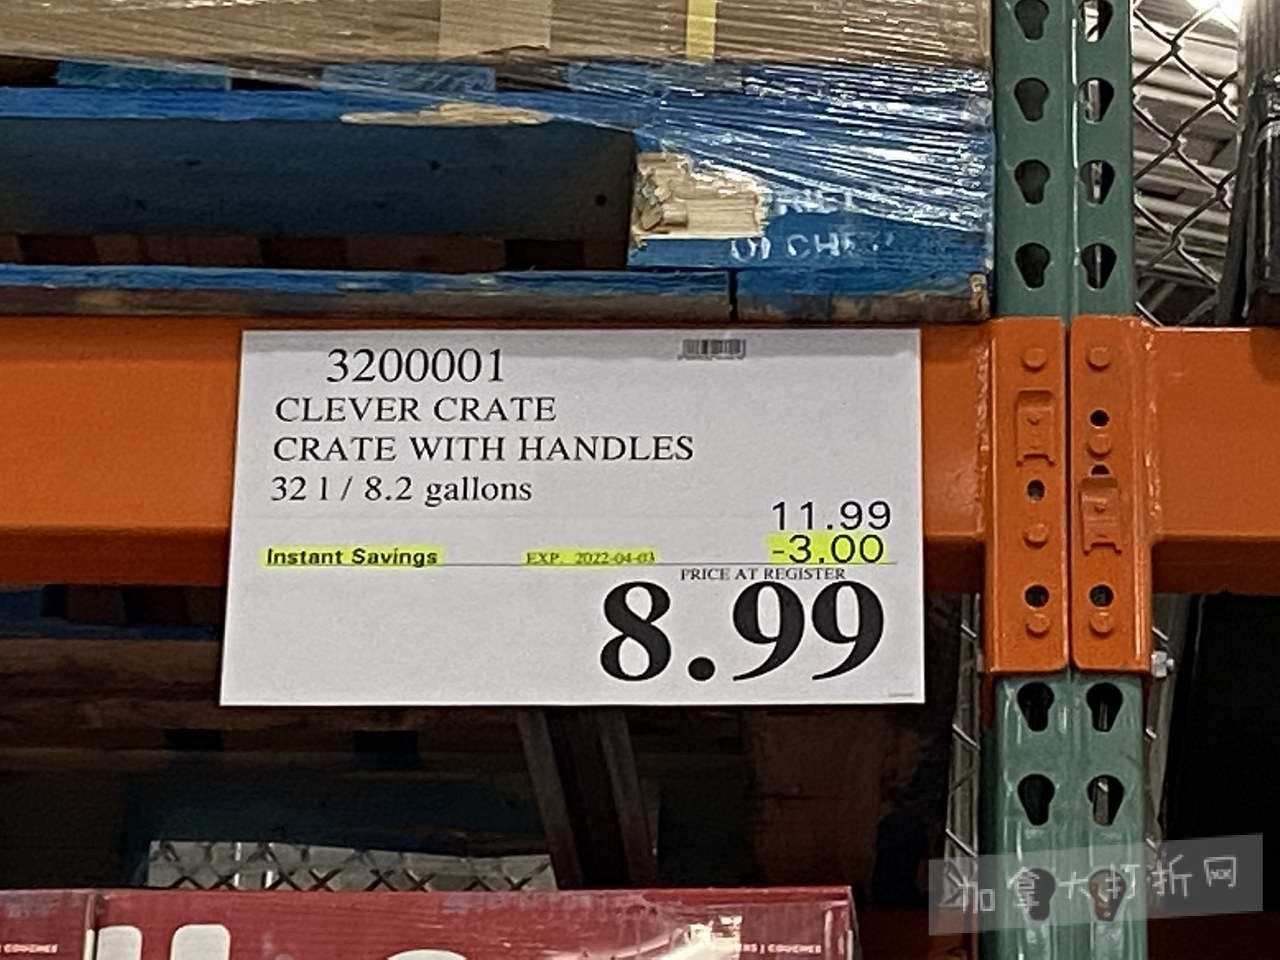 3200001
CLEVER CRATE
CRATE WITH HANDLES
32 l / 8.2 gallons
11.99
Instant Savings EXP. 2022-04-03 -3.00
PRICE AT REGISTER
8.99
| COUCHES
加拿大打折网